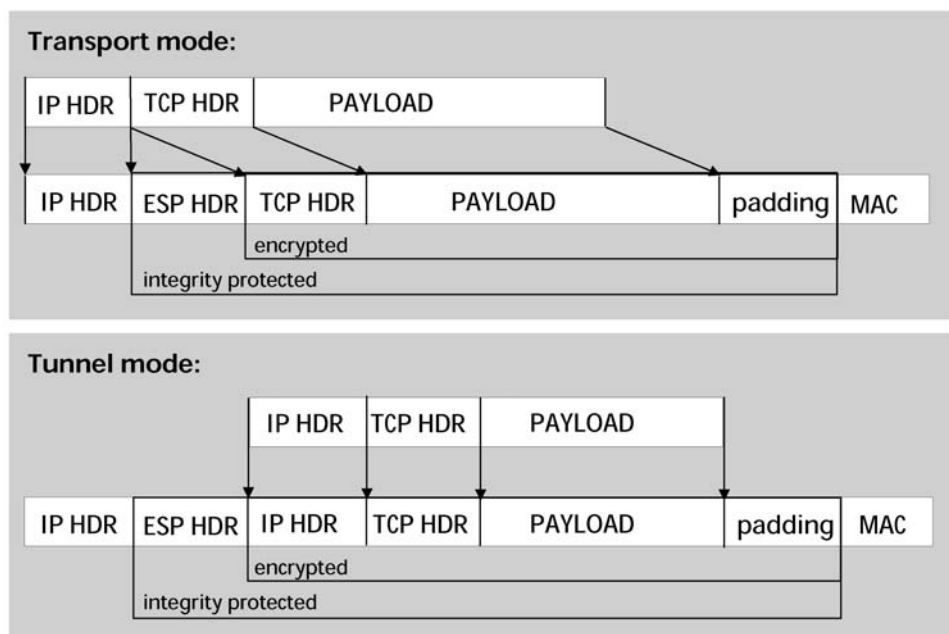 Transport mode:
IP HDR TCP HDR PAYLOAD
IP HDR ESP HDR TCP HDR PAYLOAD padding MAC
encrypted
integrity protected
Tunnel mode:
IP HDR TCP HDR PAYLOAD
IP HDR ESP HDR IP HDR TCP HDR PAYLOAD padding MAC
encrypted
integrity protected